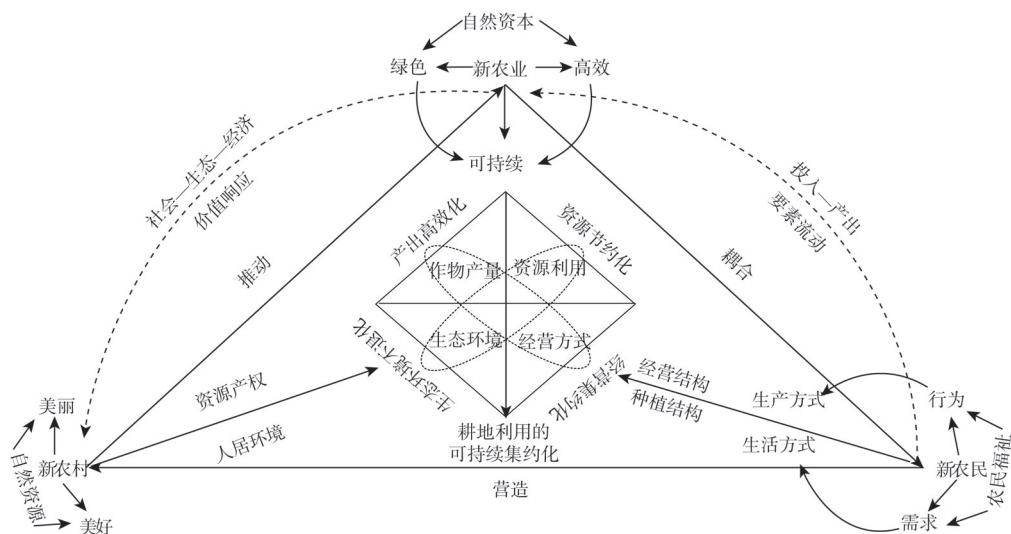 自然资本
绿色
新农业
高效
可持续
社会—生态—经济
价值响应
投入—产出
要素流动
推动
耦合
产出高效化
资源节约化
作物产量
资源利用
生态环境
经营方式
生态环境不退化
经营集约化
耕地利用的
可持续集约化
资源产权
人居环境
经营结构
种植结构
生产方式
生活方式
美丽
新农村
自然资源
美好
行为
新农民
农民福祉
需求
营造